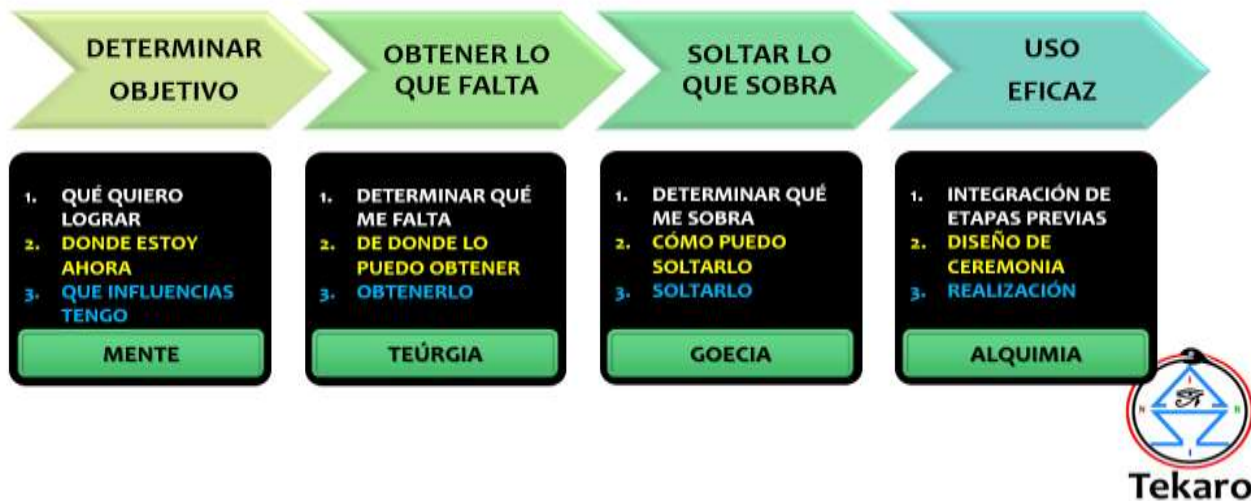 DETERMINAR
OBJETIVO
OBTENER LO
QUE FALTA
SOLTAR LO
QUE SOBRA
USO
EFICAZ
1. QUÉ QUIERO
LOGRAR
2. DONDE ESTOY
AHORA
3. QUE INFLUENCIAS
TENGO
MENTE
1. DETERMINAR QUÉ
ME FALTA
2. DE DONDE LO
PUEDO OBTENER
3. OBTENERLO
TEÚRGIA
1. DETERMINAR QUÉ
ME SOBRA
2. CÓMO PUEDO
SOLTARLO
3. SOLTARLO
GOECIA
1. INTEGRACIÓN DE
ETAPAS PREVIAS
2. DISEÑO DE
CEREMONIA
3. REALIZACIÓN
ALQUIMIA
I
N R
I
Tekaro